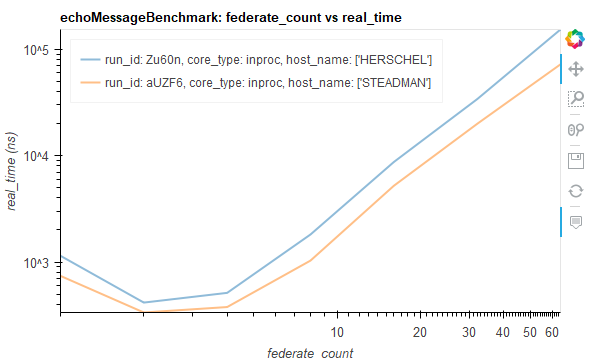 echoMessageBenchmark: federate_count vs real_time
run_id: Zu60n, core_type: inproc, host_name: ['HERSCHEL']
run_id: aUZF6, core_type: inproc, host_name: ['STEADMAN']
10^5
10^4
10^3
real_time (ns)
10 20 30 40 50 60
federate_count